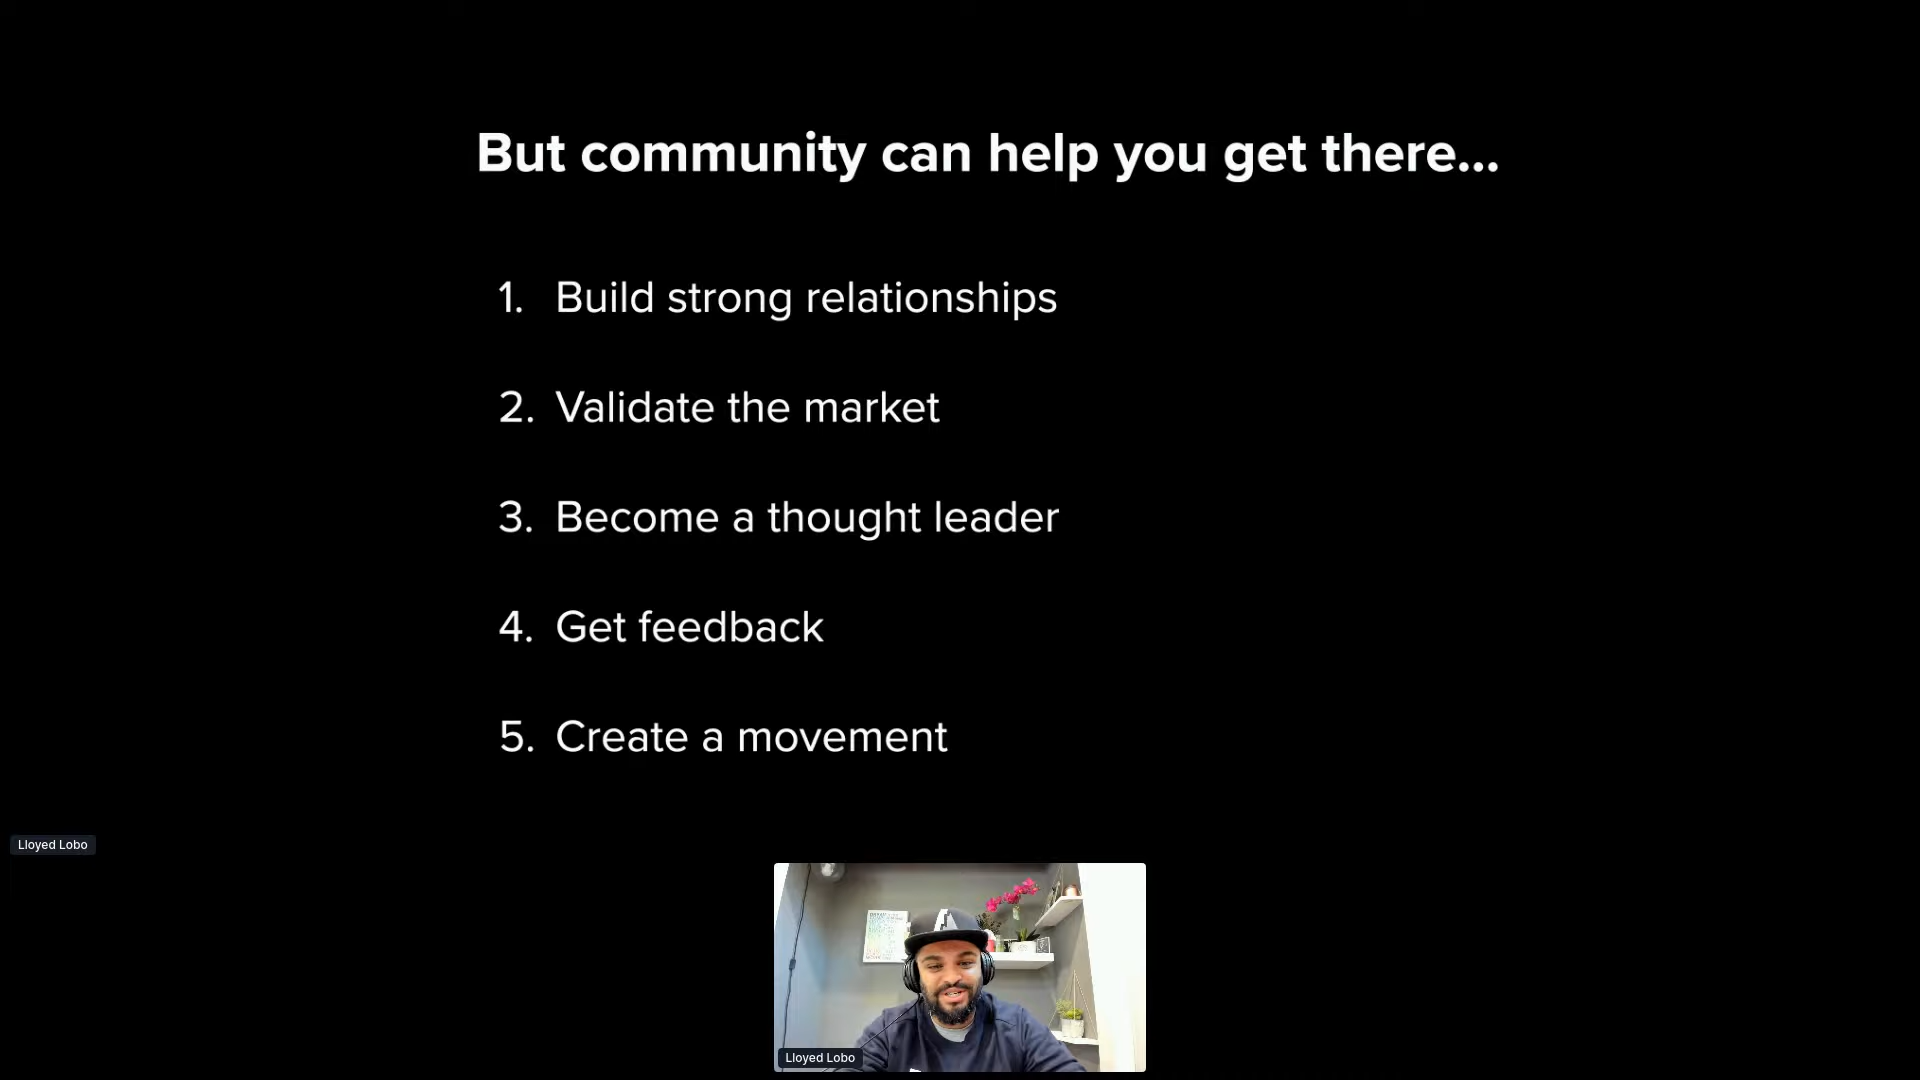 But community can help you get there...
1. Build strong relationships
2. Validate the market
3. Become a thought leader
4. Get feedback
5. Create a movement
Lloyed Lobo
Lloyed Lobo